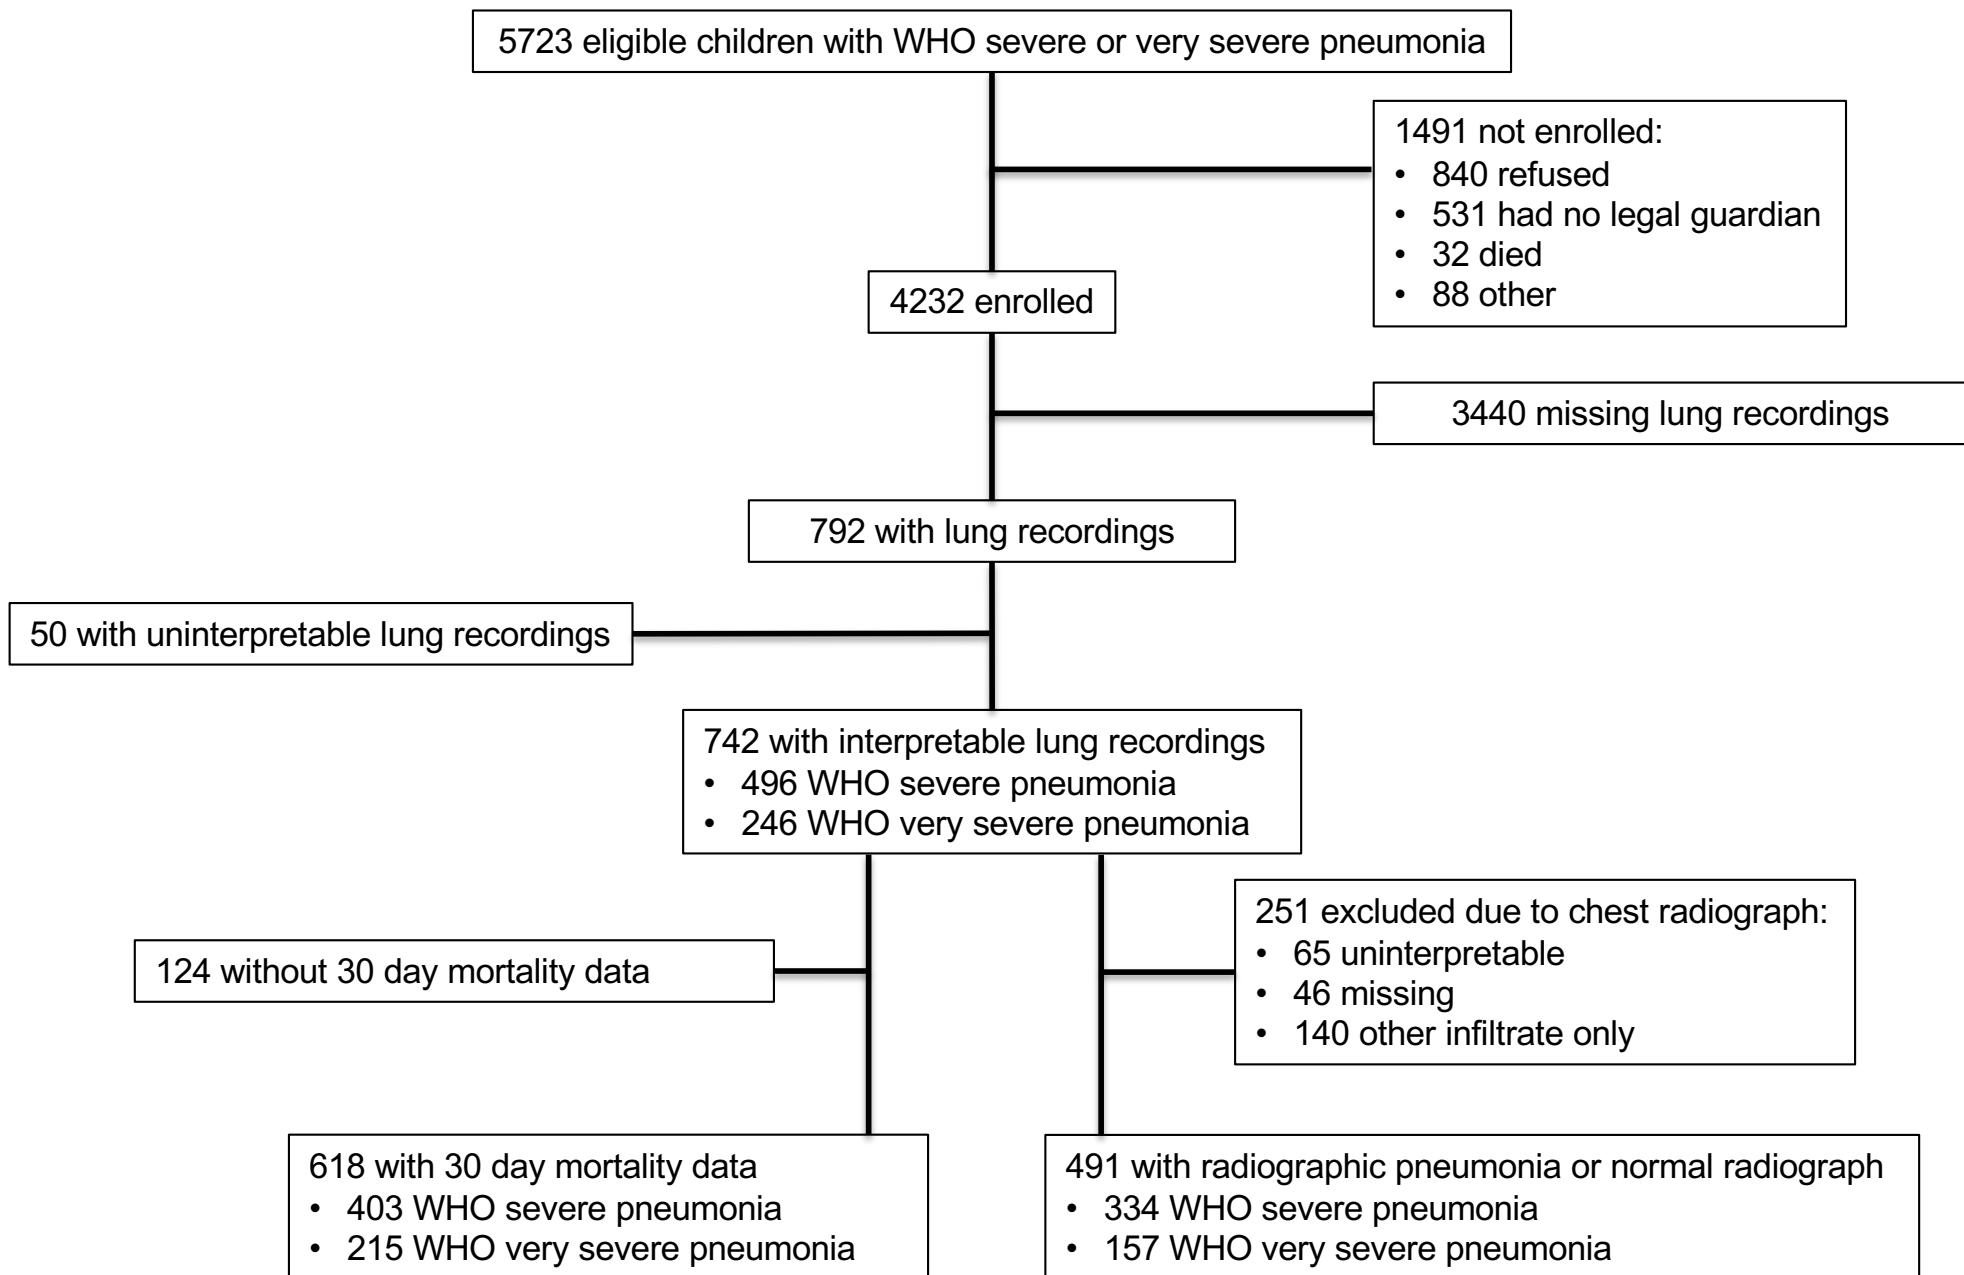 5723 eligible children with WHO severe or very severe pneumonia
1491 not enrolled:
• 840 refused
• 531 had no legal guardian
• 32 died
• 88 other
4232 enrolled
3440 missing lung recordings
792 with lung recordings
50 with uninterpretable lung recordings
742 with interpretable lung recordings
• 496 WHO severe pneumonia
• 246 WHO very severe pneumonia
251 excluded due to chest radiograph:
• 65 uninterpretable
• 46 missing
• 140 other infiltrate only
124 without 30 day mortality data
618 with 30 day mortality data
• 403 WHO severe pneumonia
• 215 WHO very severe pneumonia
491 with radiographic pneumonia or normal radiograph
• 334 WHO severe pneumonia
• 157 WHO very severe pneumonia